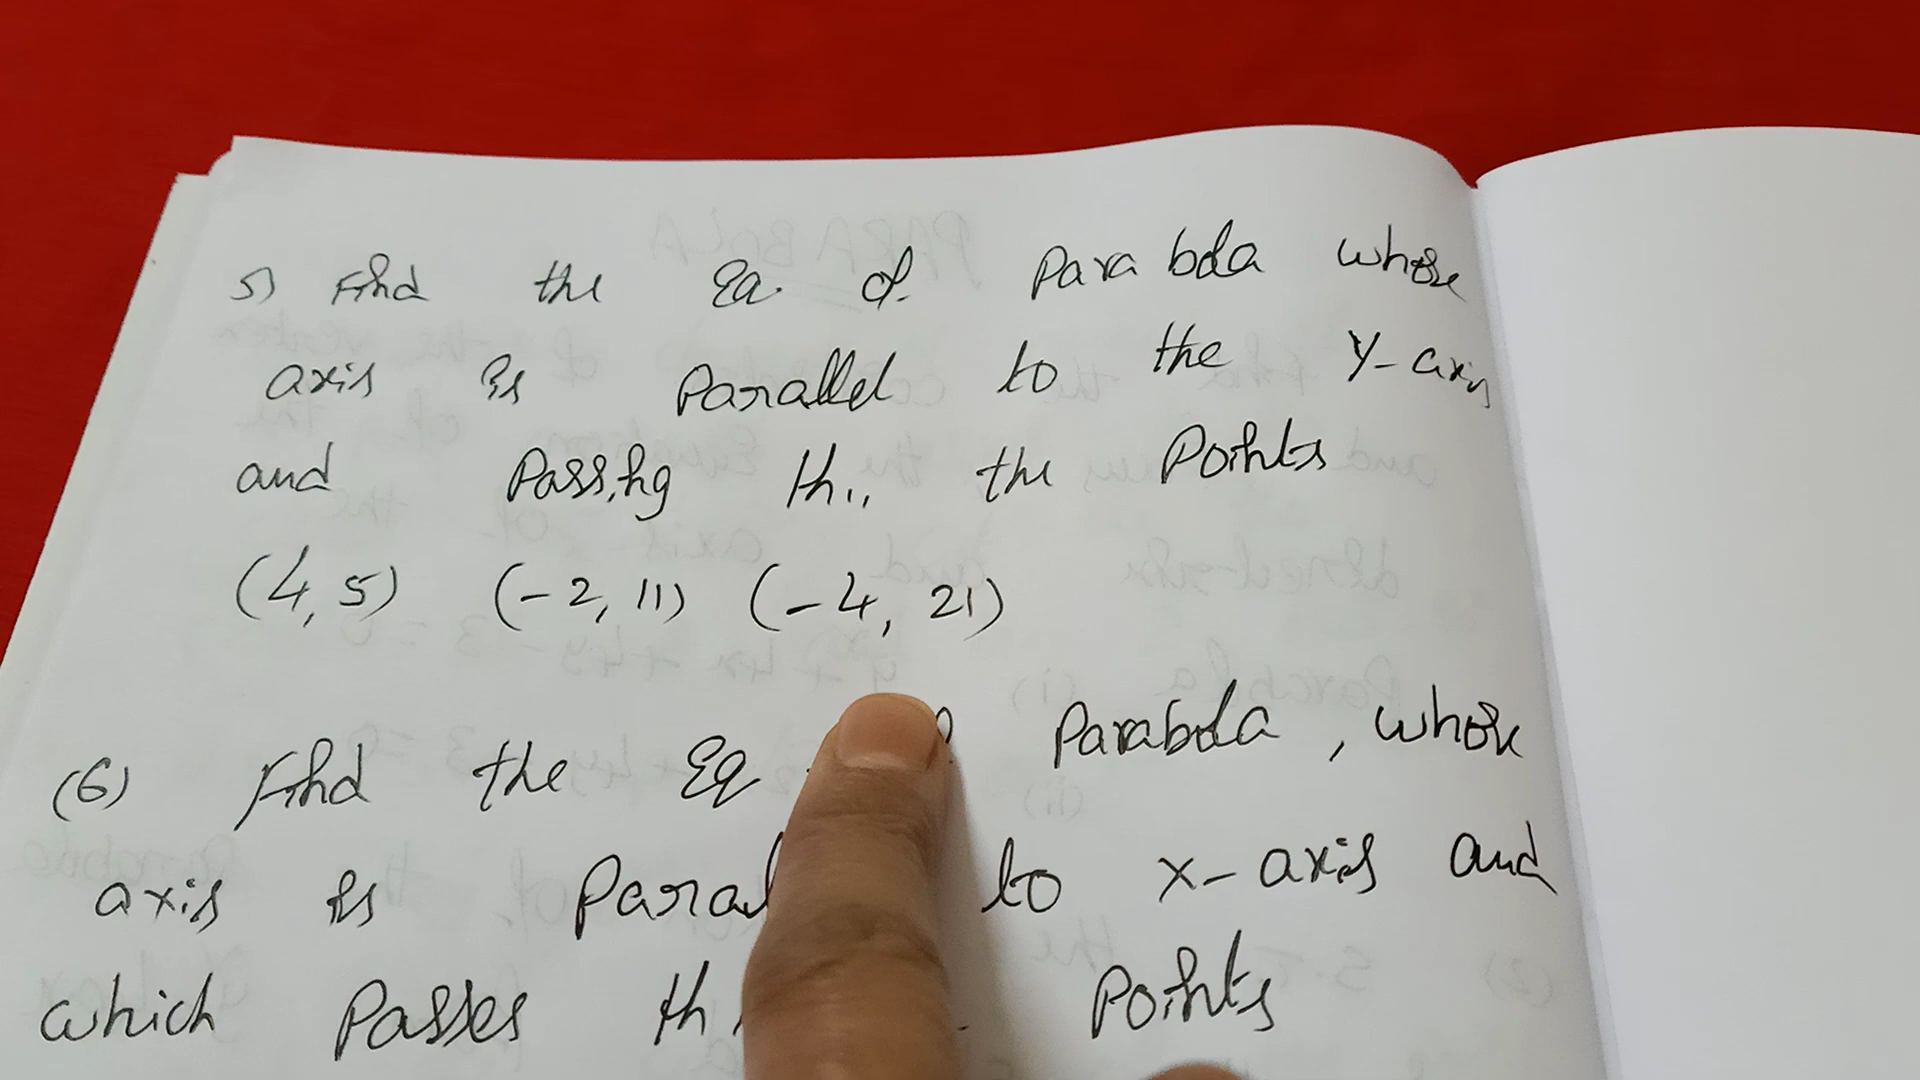 5) Find the Eq. of. Parabola whose
axis is Parallel to the Y-axis
and Passing th,, the Points
(4,5) (-2,11) (-4,21)
(6) Find the Eq Parabola, whose
axis is to x-axis and
which Passes Points